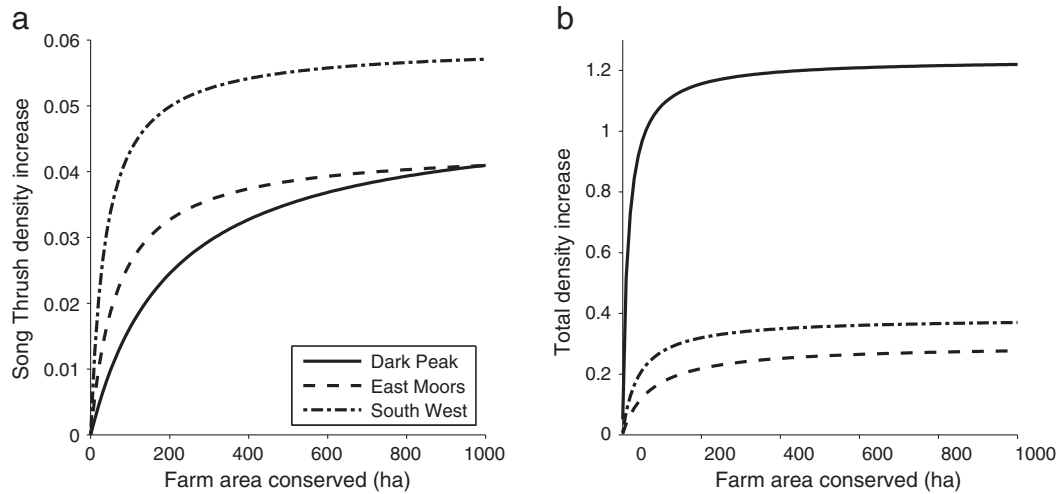 a
Song Thrush density increase
0.06
0.05
0.04
0.03
0.02
0.01
0
0 200 400 600 800 1000
Farm area conserved (ha)
Dark Peak
East Moors
South West
b
Total density increase
1.2
1
0.8
0.6
0.4
0.2
0
0 200 400 600 800 1000
Farm area conserved (ha)